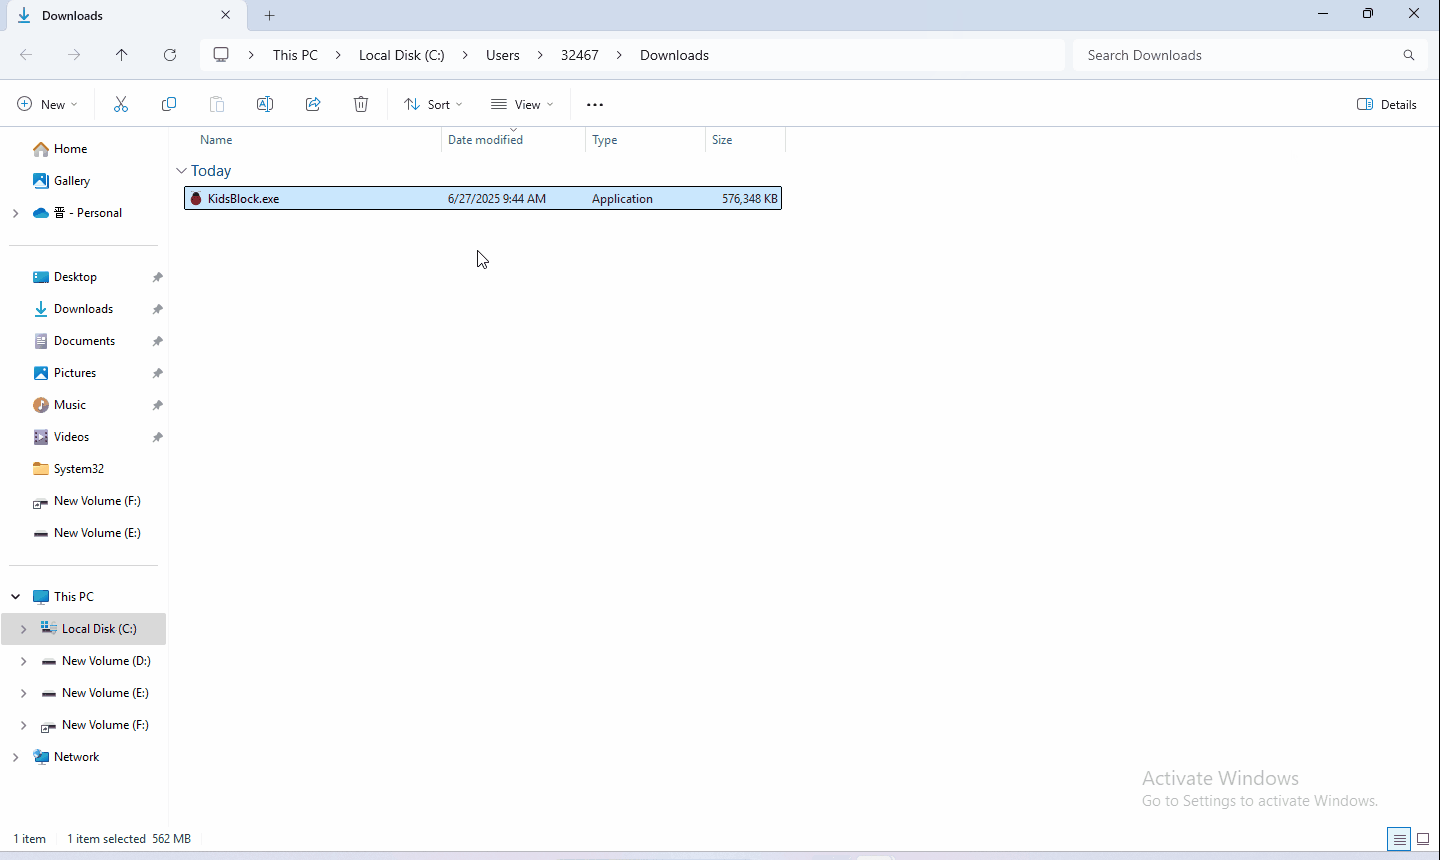 Downloads
This PC
Local Disk (C:)
Users
32467
Downloads
Search Downloads
New
Sort
View
Details
Name
Date modified
Type
Size
Home
Gallery
晋 - Personal
Desktop
Downloads
Documents
Pictures
Music
Videos
System32
New Volume (F:)
New Volume (E:)
This PC
Local Disk (C:)
New Volume (D:)
New Volume (E:)
New Volume (F:)
Network
Today
KidsBlock.exe
6/27/2025 9:44 AM
Application
576,348 KB
Activate Windows
Go to Settings to activate Windows.
1 item
1 item selected 562 MB